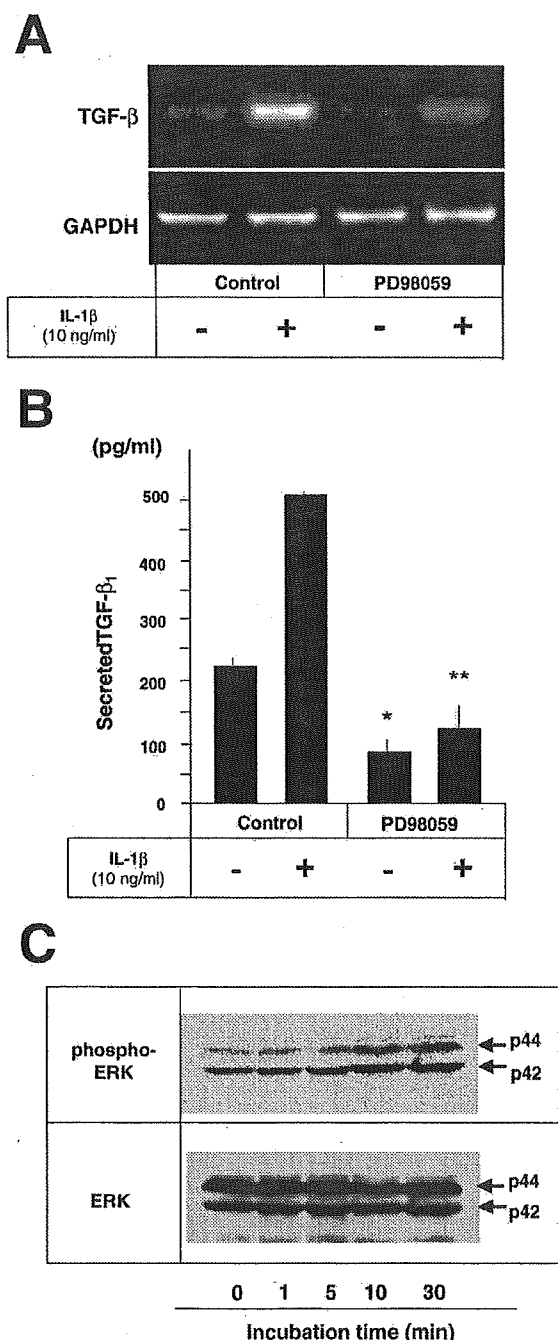 A
TGF-β
GAPDH
Control PD98059
IL-1β
(10 ng/ml)
- + - +
B
(pg/ml)
SecretedTGF-β1
500
400
300
200
100
0
* **
Control PD98059
IL-1β
(10 ng/ml)
- + - +
C
phospho-
ERK
p44
p42
ERK
p44
p42
0 1 5 10 30
Incubation time (min)